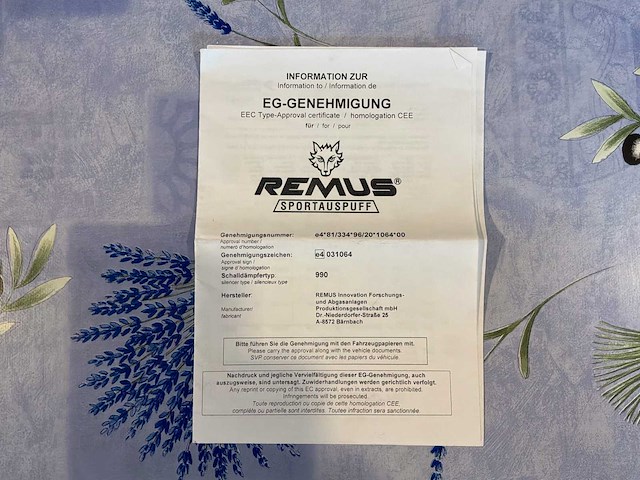 INFORMATION ZUR
Information to / Information de
EG-GENEHMIGUNG
EEC Type-Approval certificate / homologation CEE
für / for / pour
REMUS®
SPORTAUSPUFF
Genehmigungsnummer: e4*81/334*96/20*1064*00
Approval number /
numéro d'homologation
Genehmigungszeichen: e4 031064
Approval sign /
signe d'homologation
Schalldämpfertyp: 990
silencer type / silencieux type
Hersteller: REMUS Innovation Forschungs-
und Abgasanlagen
Manufacturer/ Produktionsgesellschaft mbH
fabricant Dr.-Niederdorfer-Straße 25
A-8572 Bärnbach
Bitte führen Sie die Genehmigung mit den Fahrzeugpapieren mit.
Please carry the approval along with the vehicle documents.
SVP conserver ce document avec les papiers du véhicule.
Nachdruck und jegliche Vervielfältigung dieser EG-Genehmigung, auch
auszugsweise, sind untersagt. Zuwiderhandlungen werden gerichtlich verfolgt.
Any reprint or copying of this EC approval, even in extracts, are prohibited.
infringements will be prosecuted.
Toute reproduction ou copie de cette homologation CEE,
complète ou partielle sont interdites. Toutee infraction sera sanctionnée.